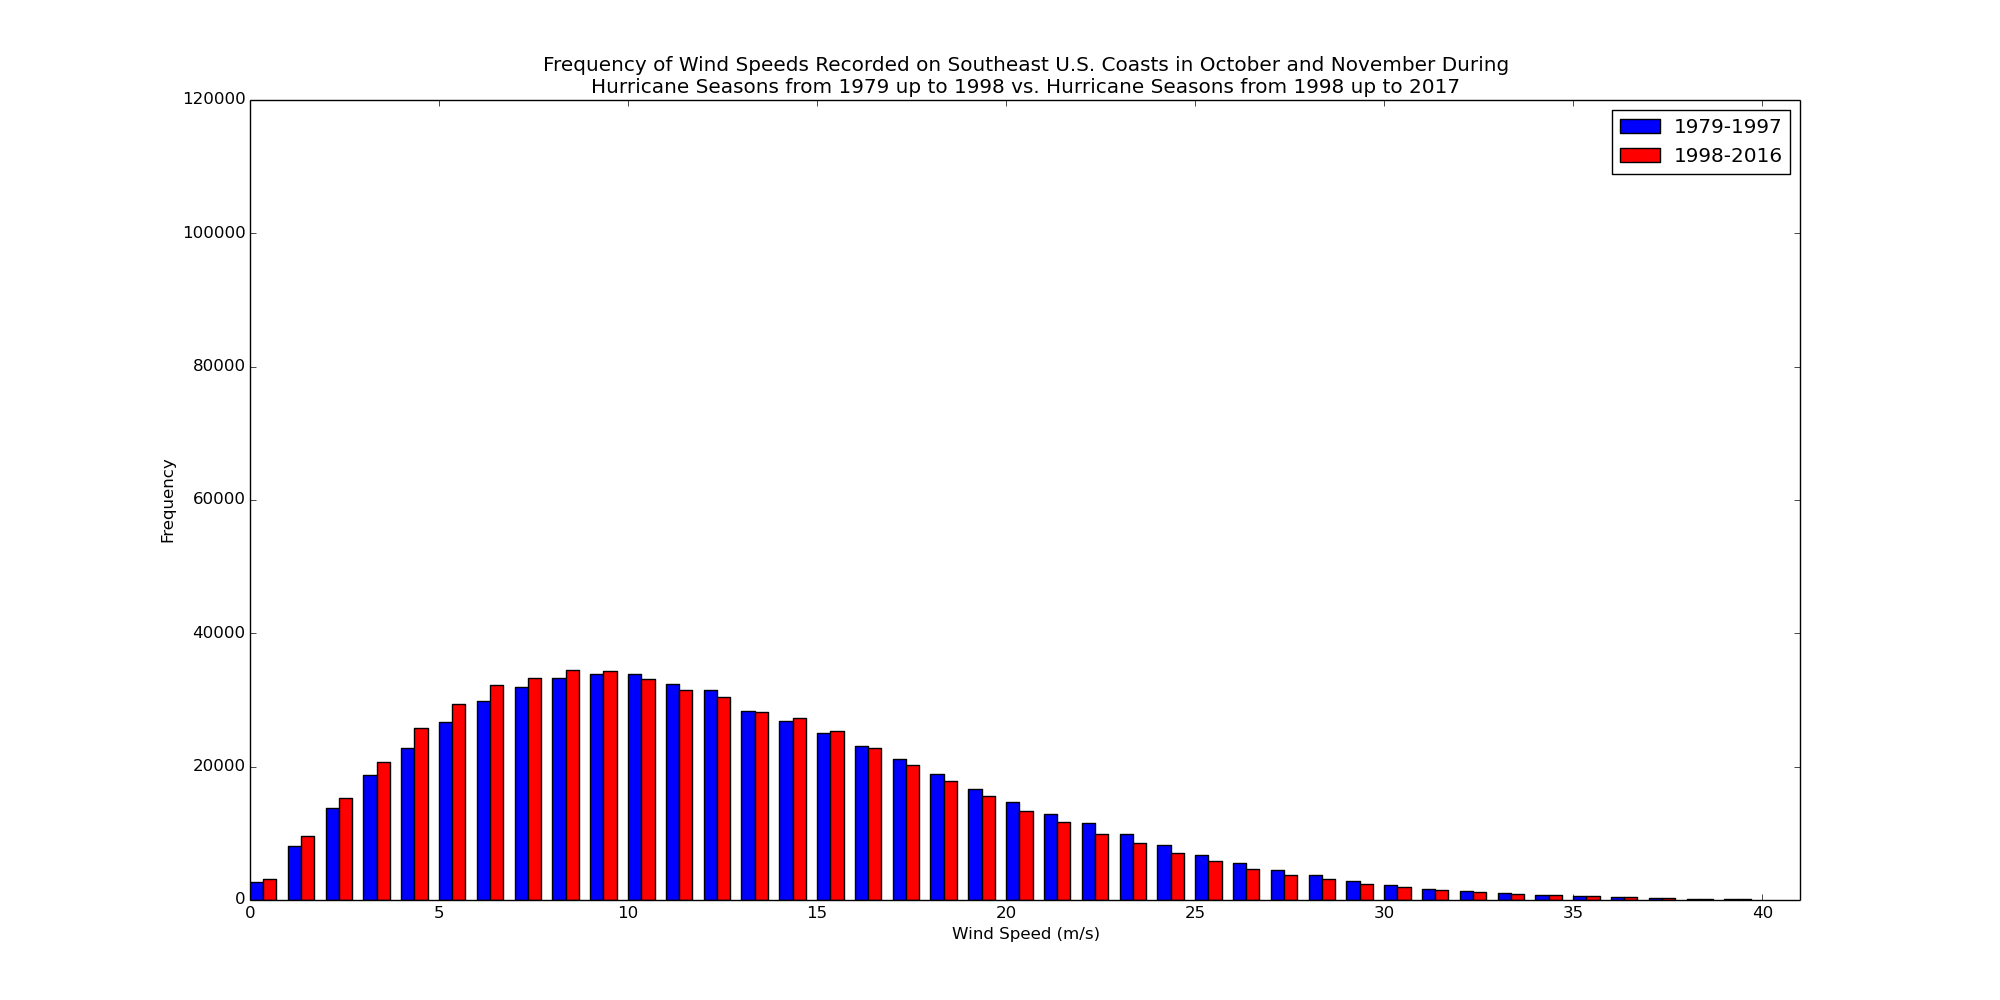 Frequency of Wind Speeds Recorded on Southeast U.S. Coasts in October and November During
Hurricane Seasons from 1979 up to 1998 vs. Hurricane Seasons from 1998 up to 2017
120000
100000
80000
60000
40000
20000
0
Frequency
1979-1997
1998-2016
0 5 10 15 20 25 30 35 40
Wind Speed (m/s)